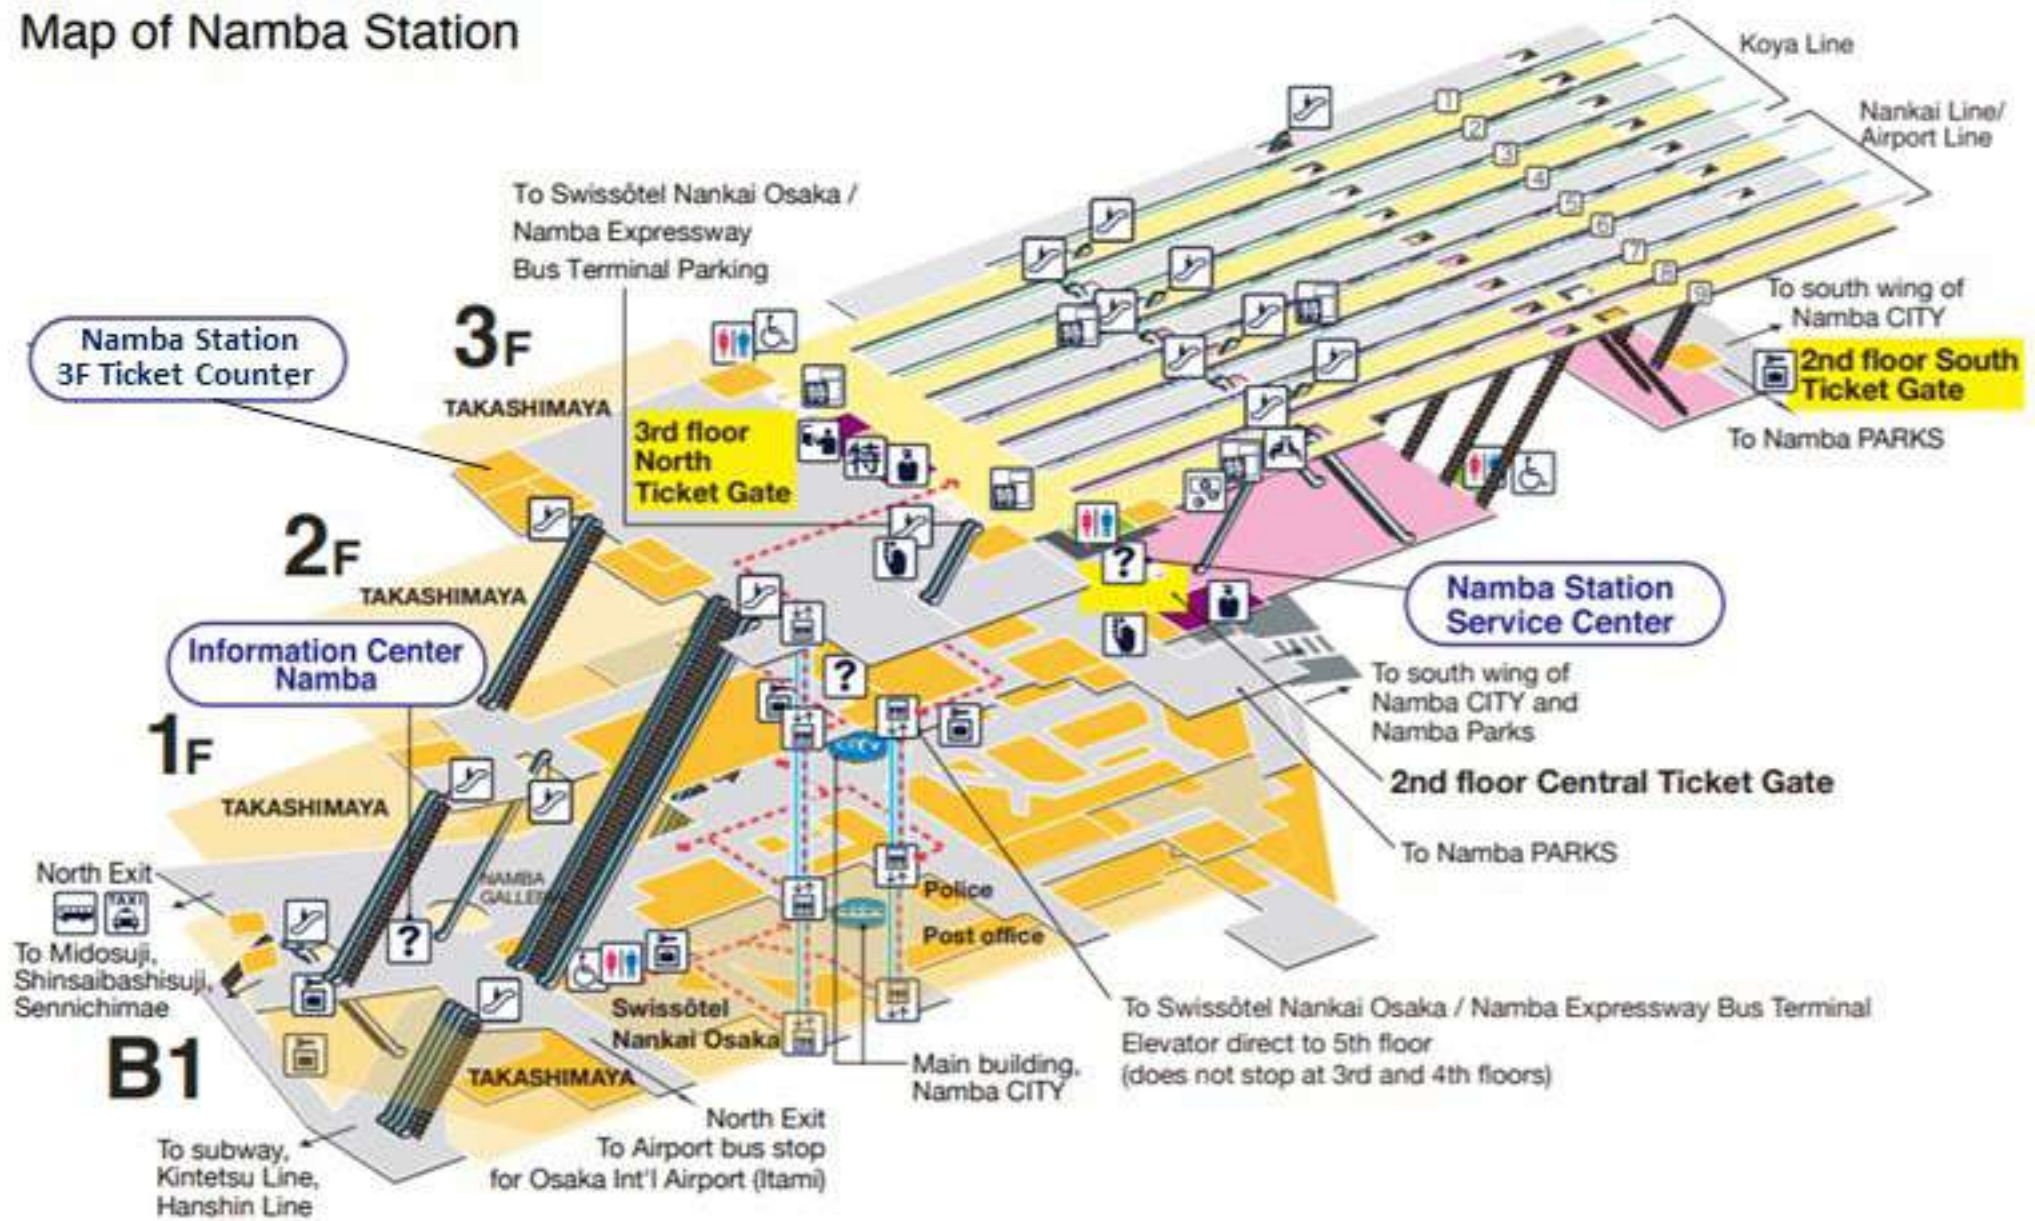 Map of Namba Station
Koya Line
Nankai Line/
Airport Line
1
2
3
4
5
6
7
8
9
To Swissôtel Nankai Osaka /
Namba Expressway
Bus Terminal Parking
To south wing of
Namba CITY
2nd floor South
Ticket Gate
To Namba PARKS
3F
Namba Station
3F Ticket Counter
TAKASHIMAYA
3rd floor
North
Ticket Gate
特
2F
TAKASHIMAYA
?
Namba Station
Service Center
Information Center
Namba
?
To south wing of
Namba CITY and
Namba Parks
1F
CITY
2nd floor Central Ticket Gate
TAKASHIMAYA
To Namba PARKS
North Exit
TAXI
NAMBA
Police
?
Post office
To Midosuji,
Shinsaibashisuji,
Sennichimae
Swissôtel
Nankai Osaka
To Swissôtel Nankai Osaka / Namba Expressway Bus Terminal
Elevator direct to 5th floor
(does not stop at 3rd and 4th floors)
B1
TAKASHIMAYA
Main building,
Namba CITY
North Exit
To Airport bus stop
for Osaka Int'l Airport (Itami)
To subway,
Kintetsu Line,
Hanshin Line